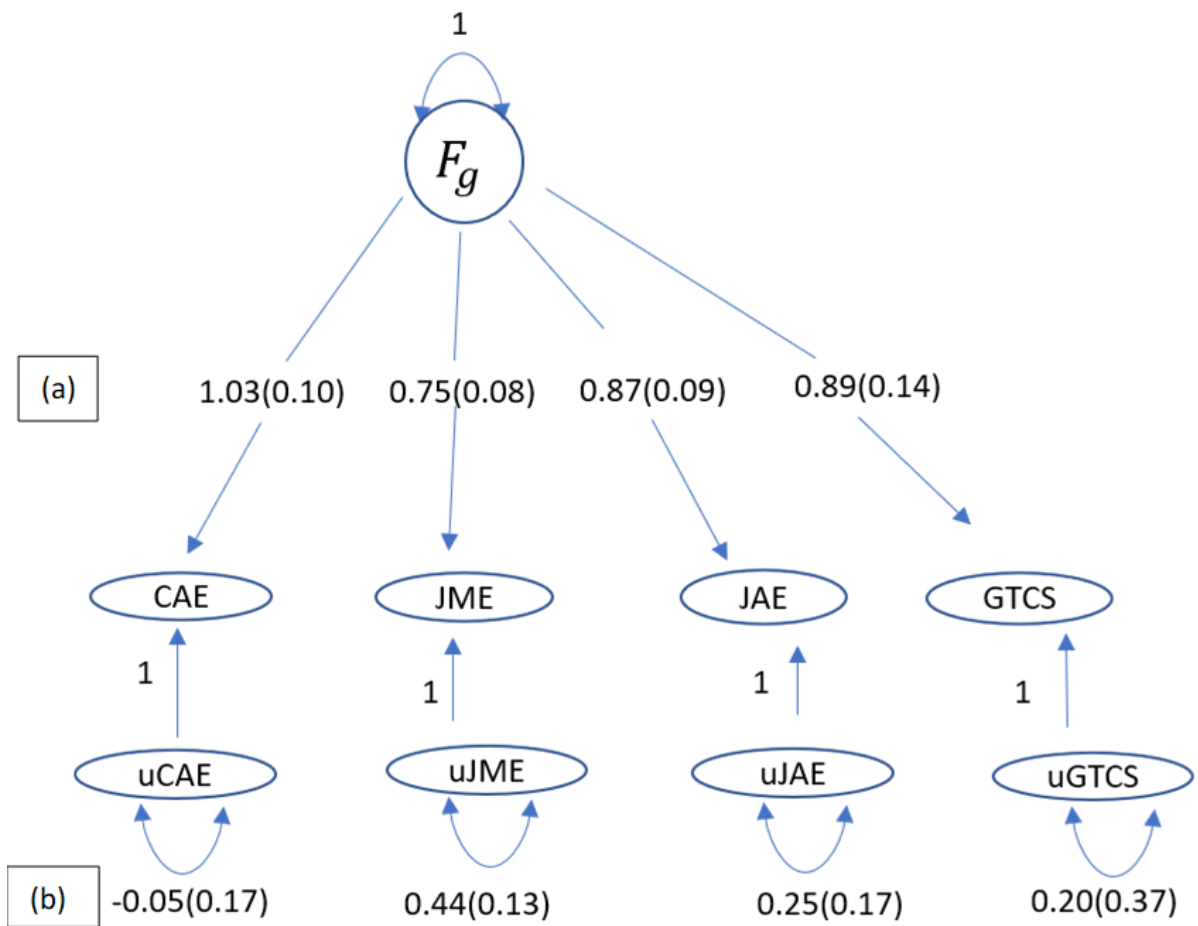 1
F_g
(a)
1.03(0.10) 0.75(0.08) 0.87(0.09) 0.89(0.14)
CAE JME JAE GTCS
1 1 1 1
uCAE uJME uJAE uGTCS
(b)
-0.05(0.17) 0.44(0.13) 0.25(0.17) 0.20(0.37)